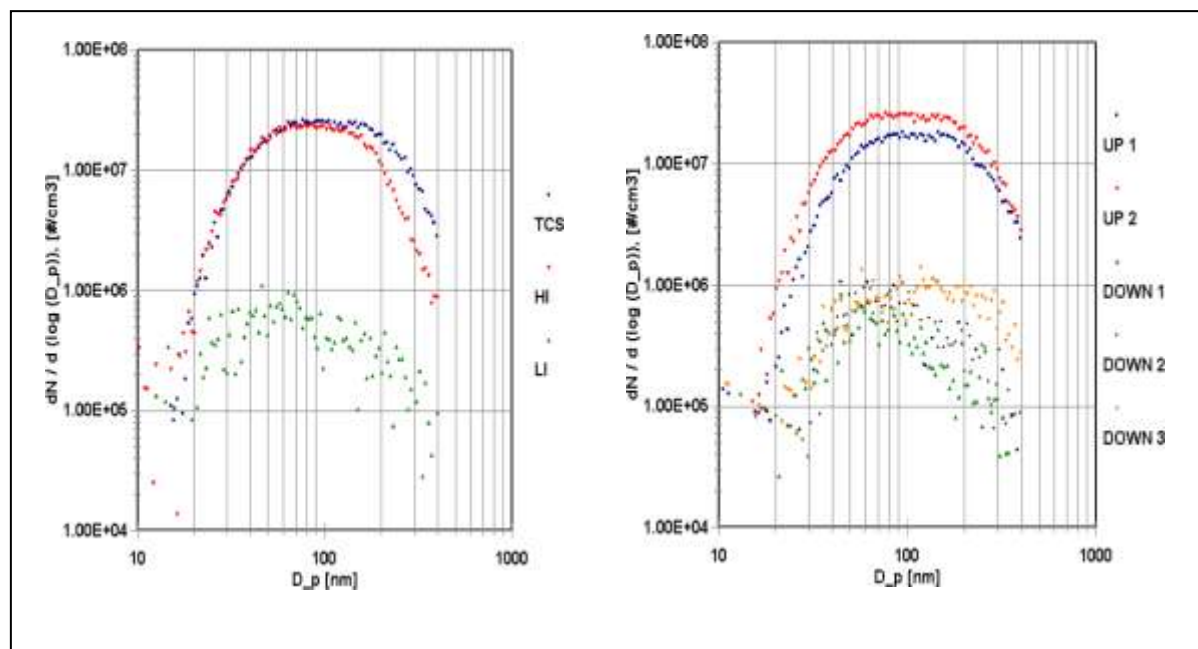 1.00E+08
1.00E+07
1.00E+06
1.00E+05
1.00E+04
dN / d (log (D_p)), [#/cm3]
10
100
1000
D_p [nm]
TCS
HI
LI
1.00E+08
1.00E+07
1.00E+06
1.00E+05
1.00E+04
dN / d (log (D_p)), [#/cm3]
10
100
1000
D_p [nm]
UP 1
UP 2
DOWN 1
DOWN 2
DOWN 3